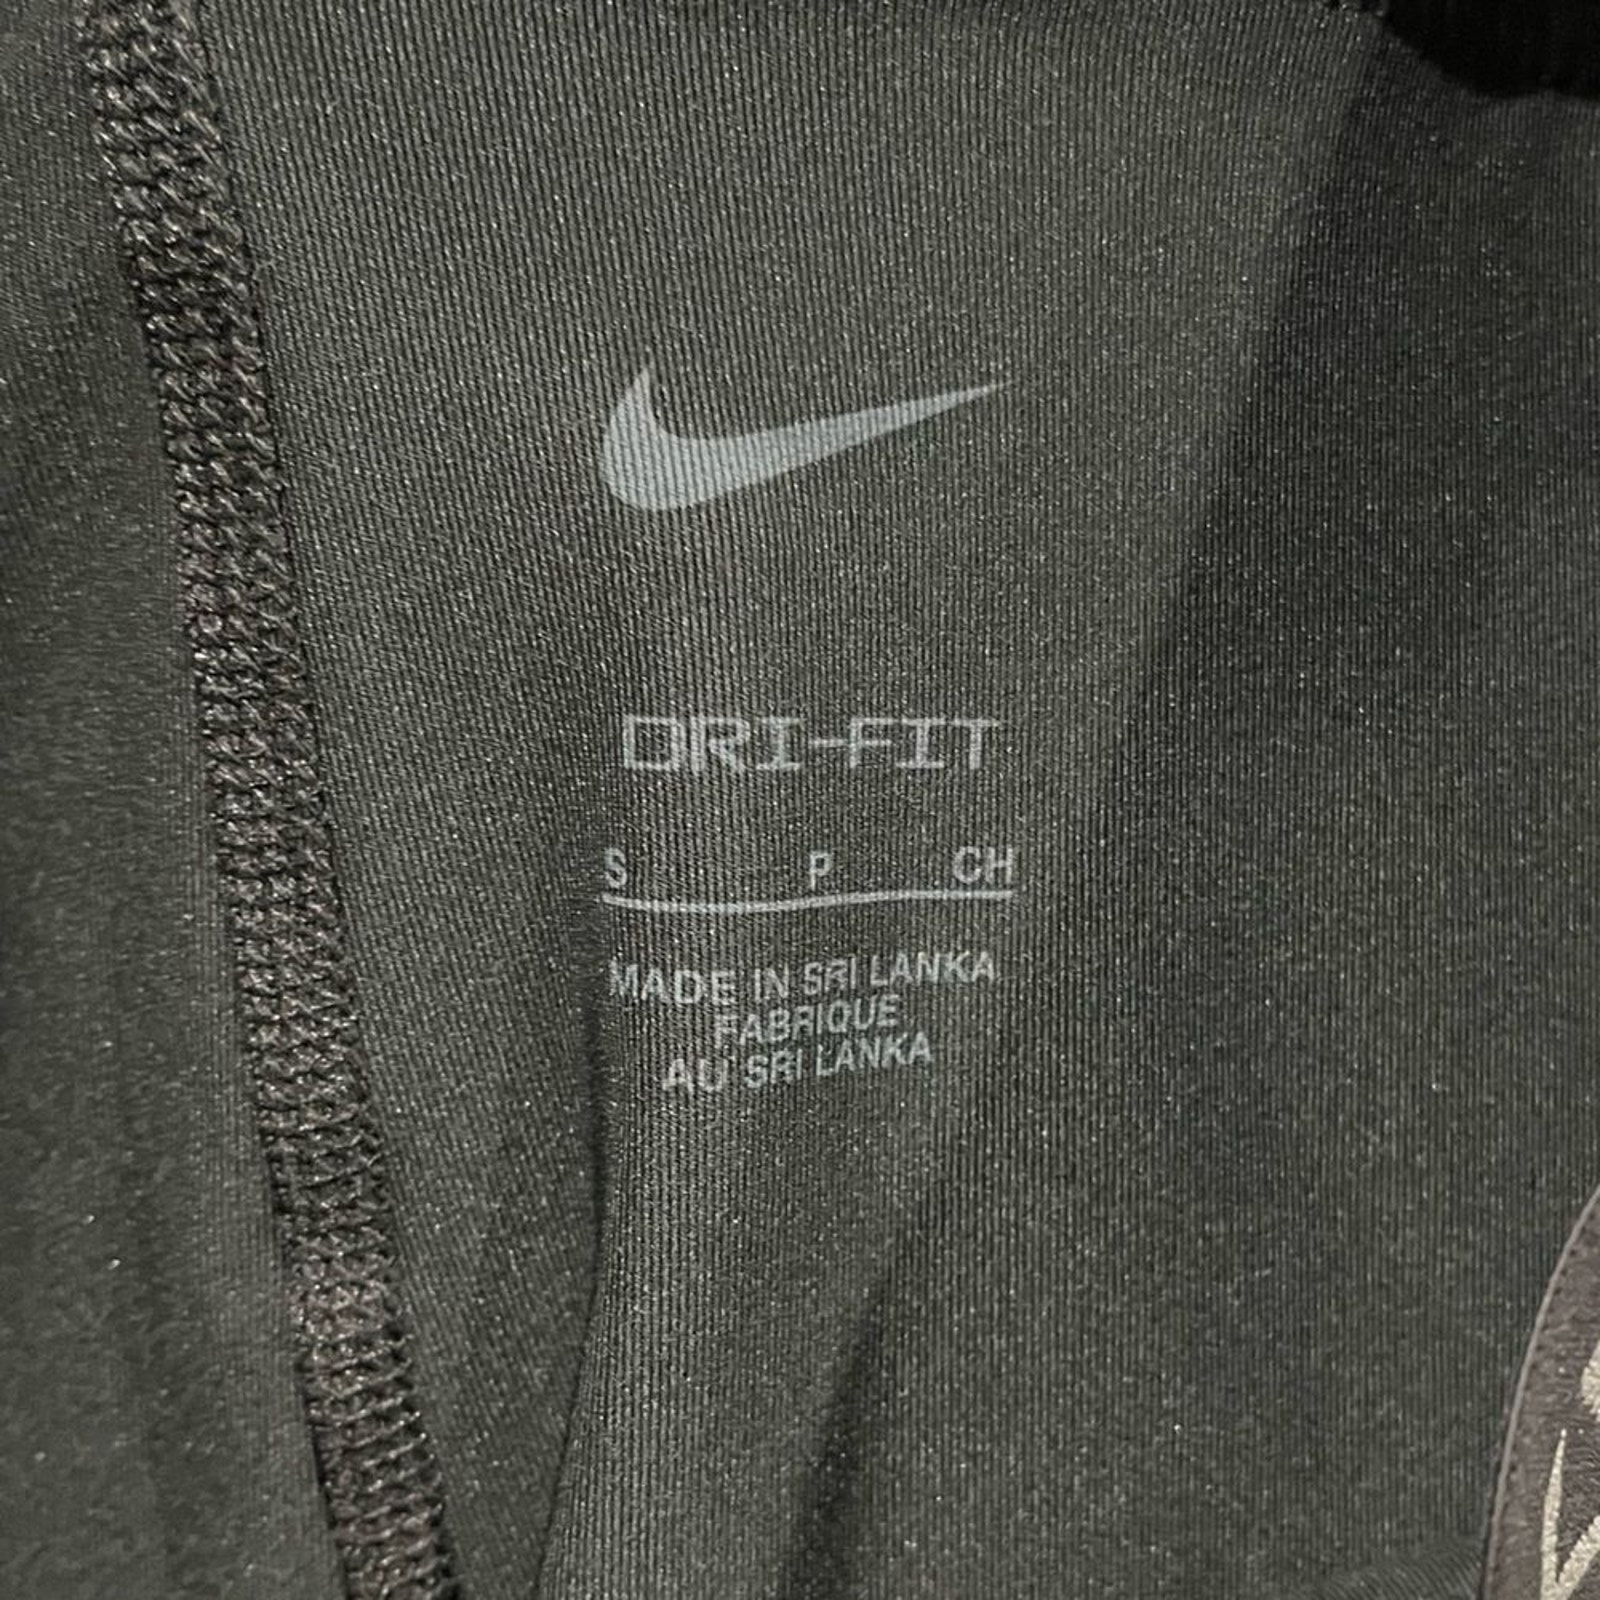 DRI-FIT
S P CH
MADE IN SRI LANKA
FABRIQUE
AU SRI LANKA